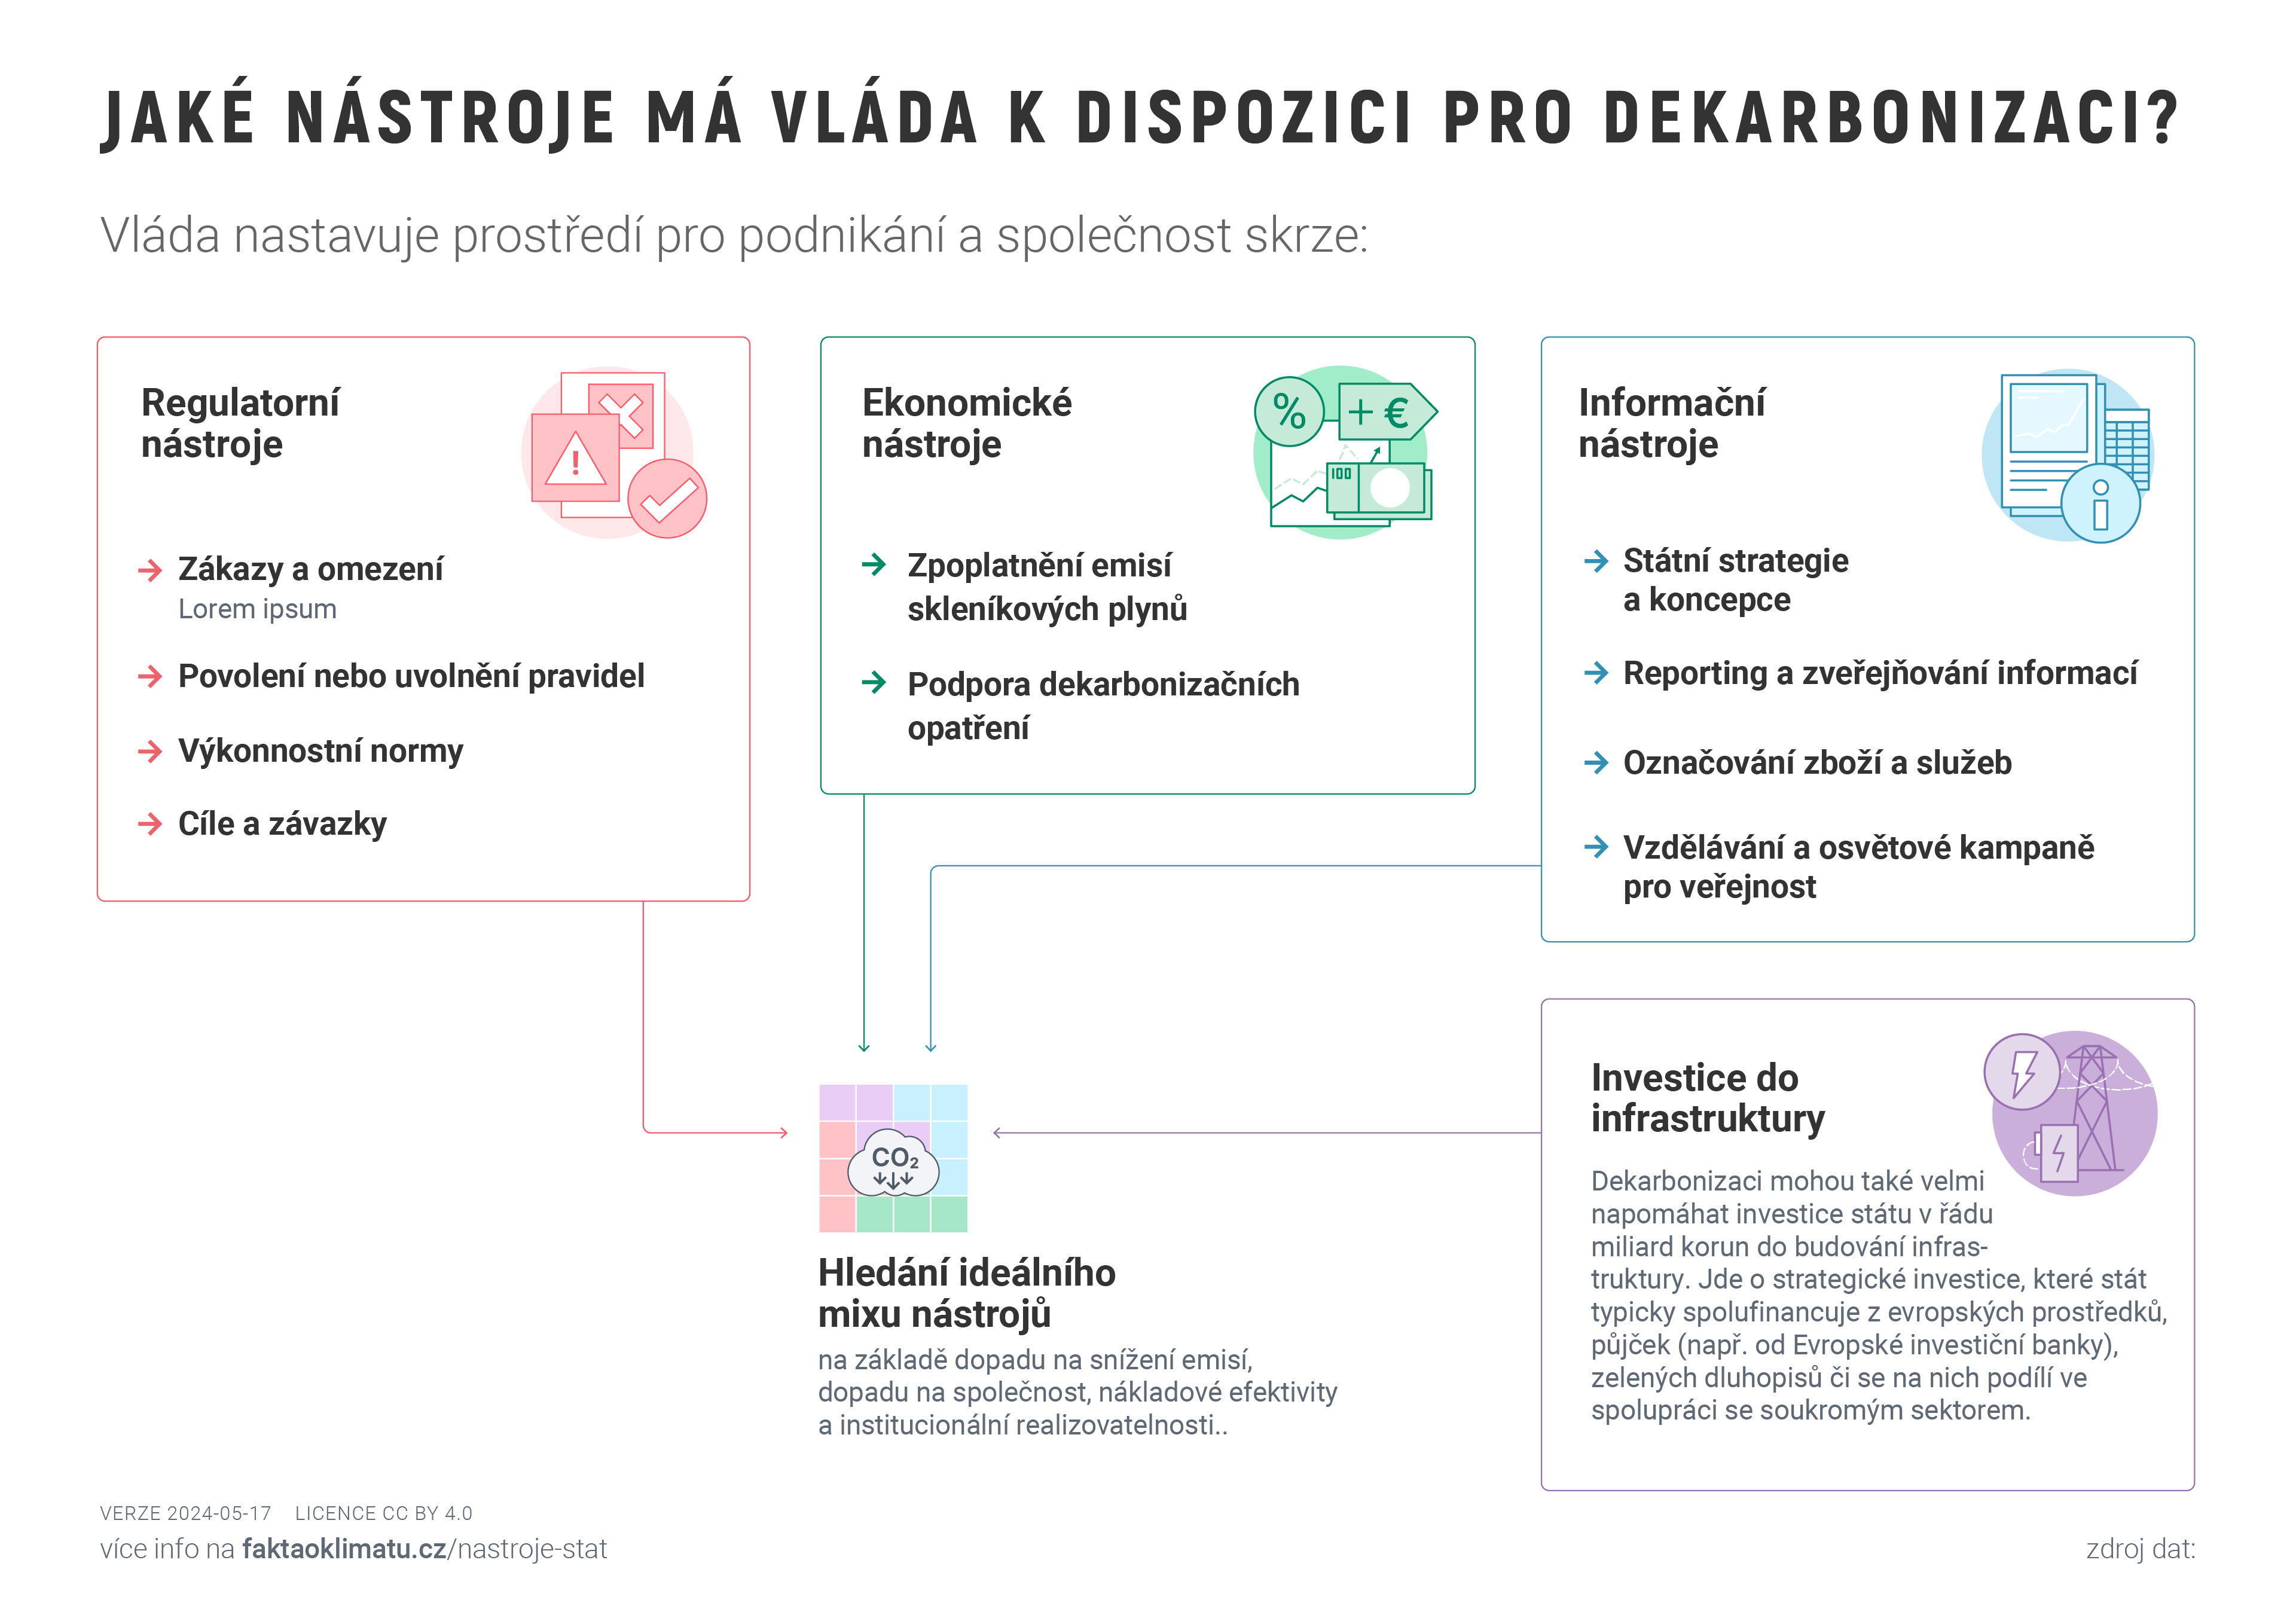 JAKÉ NÁSTROJE MÁ VLÁDA K DISPOZICI PRO DEKARBONIZACI?
Vláda nastavuje prostředí pro podnikání a společnost skrze:
Regulatorní
nástroje
!
Zákazy a omezení
Lorem ipsum
Povolení nebo uvolnění pravidel
Výkonnostní normy
Cíle a závazky
Ekonomické
nástroje
%
+ €
100
Zpoplatnění emisí
skleníkových plynů
Podpora dekarbonizačních
opatření
Informační
nástroje
i
Státní strategie
a koncepce
Reporting a zveřejňování informací
Označování zboží a služeb
Vzdělávání a osvětové kampaně
pro veřejnost
CO₂
Hledání ideálního
mixu nástrojů
na základě dopadu na snížení emisí,
dopadu na společnost, nákladové efektivity
a institucionální realizovatelnosti..
Investice do
infrastruktury
Dekarbonizaci mohou také velmi
napomáhat investice státu v řádu
miliard korun do budování infras-
truktury. Jde o strategické investice, které stát
typicky spolufinancuje z evropských prostředků,
půjček (např. od Evropské investiční banky),
zelených dluhopisů či se na nich podílí ve
spolupráci se soukromým sektorem.
VERZE 2024-05-17 LICENCE CC BY 4.0
více info na faktaoklimatu.cz/nastroje-stat
zdroj dat: